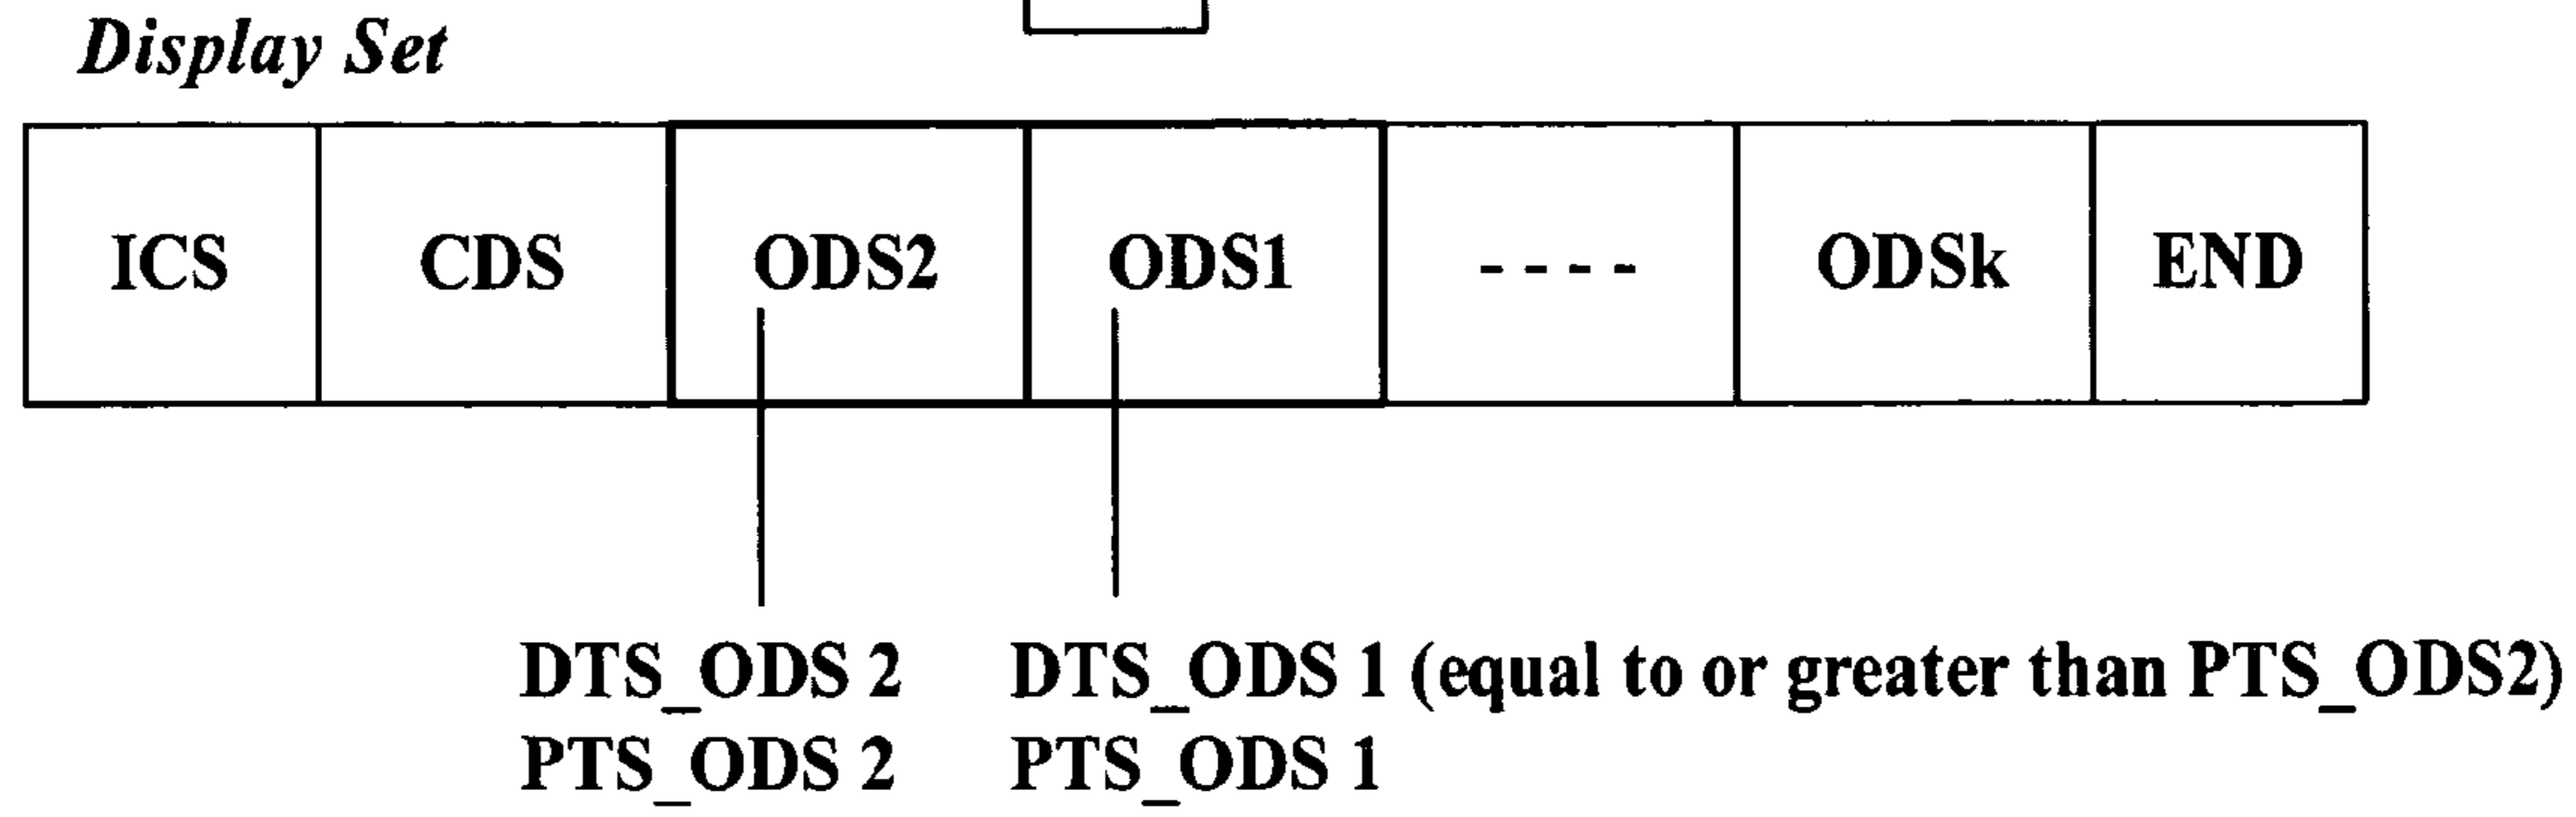 Display Set
ICS CDS ODS2 ODS1 - - - - ODSk END
DTS_ODS 2 DTS_ODS 1 (equal to or greater than PTS_ODS2)
PTS_ODS 2 PTS_ODS 1